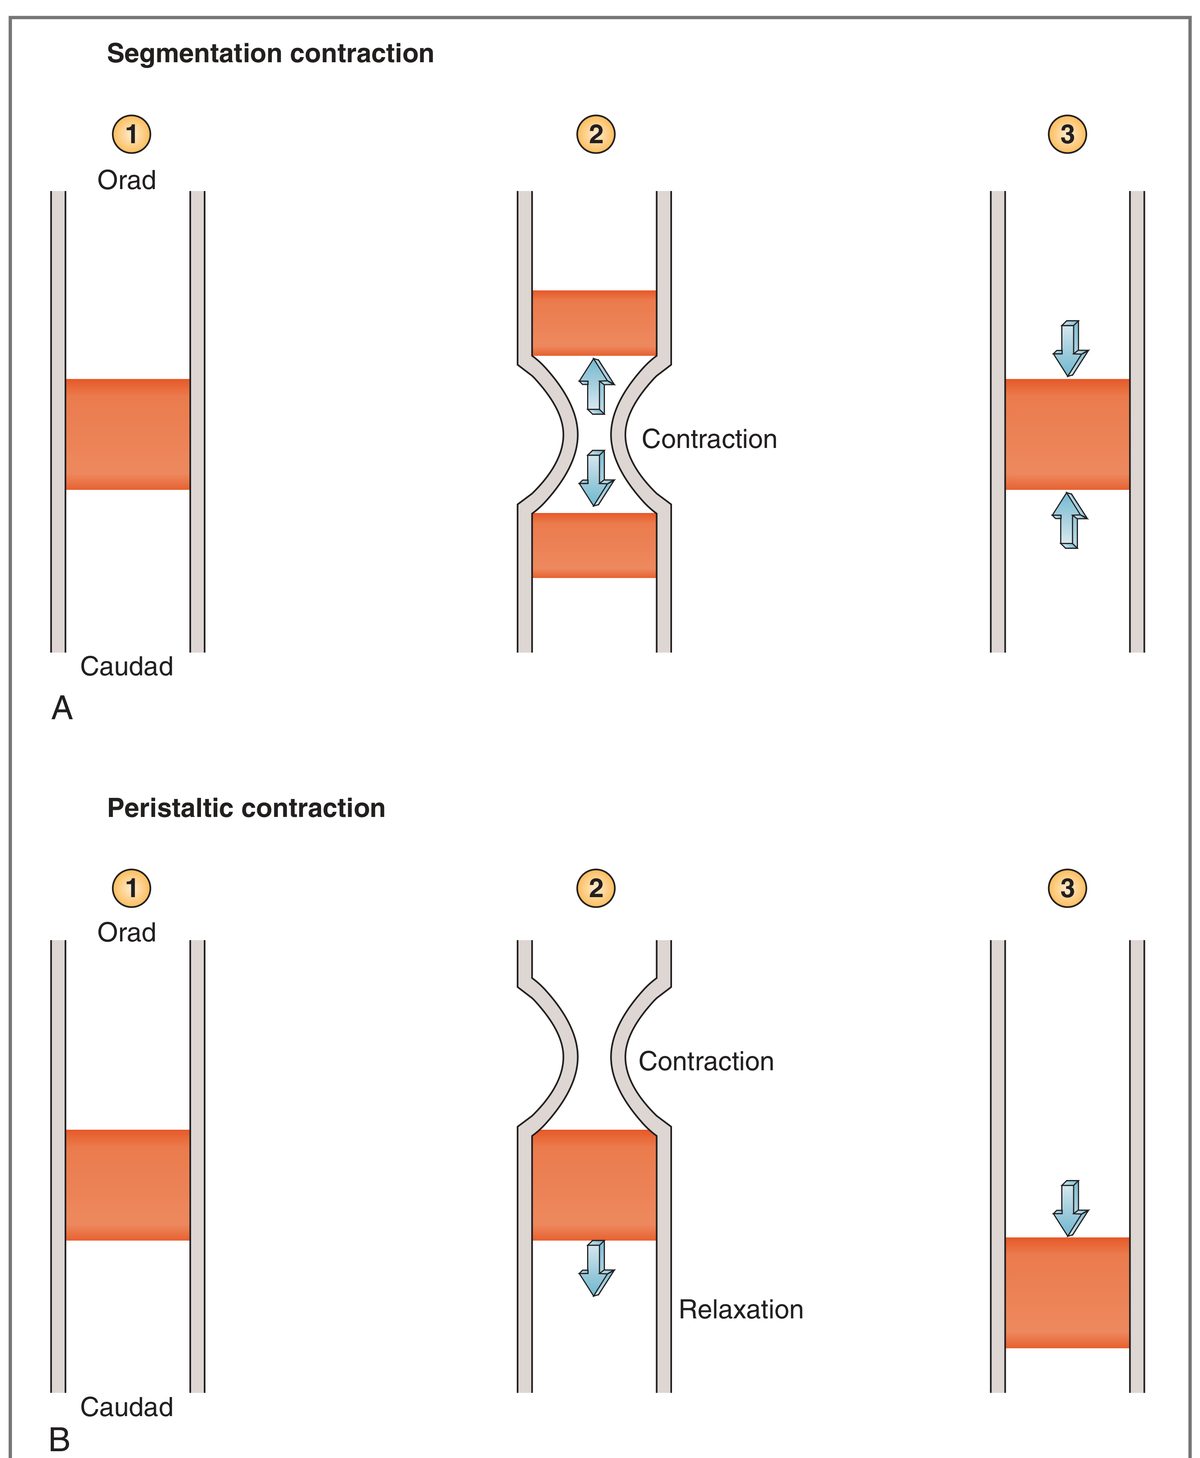 Segmentation contraction
1 2 3
Orad
Contraction
Caudad
A
Peristaltic contraction
1 2 3
Orad
Contraction
Relaxation
Caudad
B